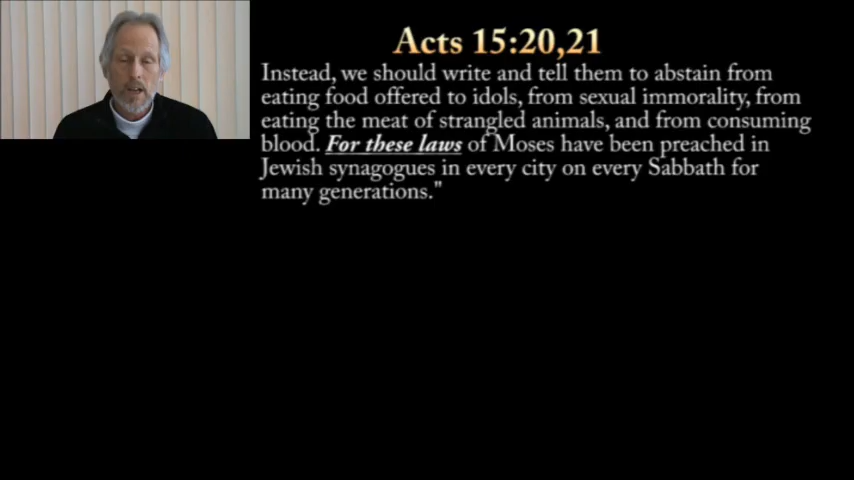 Acts 15:20,21
Instead, we should write and tell them to abstain from
eating food offered to idols, from sexual immorality, from
eating the meat of strangled animals, and from consuming
blood. For these laws of Moses have been preached in
Jewish synagogues in every city on every Sabbath for
many generations."